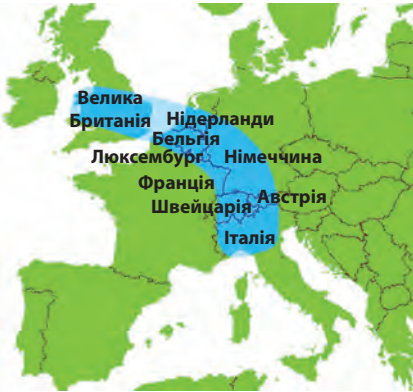 Велика
Британія
Нідерланди
Бельгія
Люксембург
Німеччина
Франція
Австрія
Швейцарія
Італія